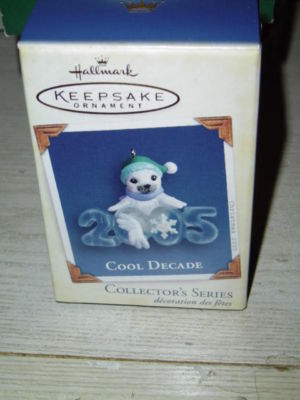 Hallmark
KEEPSAKE
ORNAMENT
2005
COOL DECADE
COLLECTOR'S SERIES
décoration des fêtes